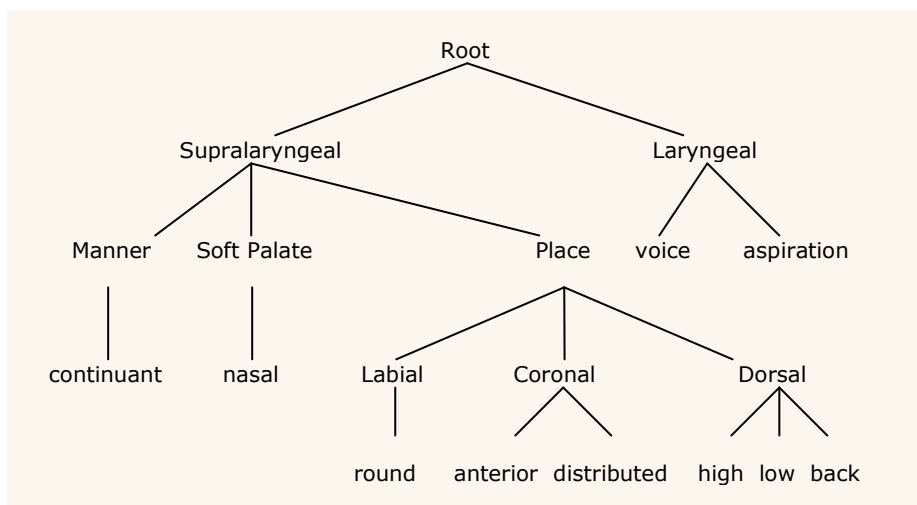 Root
Supralaryngeal Laryngeal
Manner Soft Palate Place voice aspiration
continuant nasal Labial Coronal Dorsal
round anterior distributed high low back